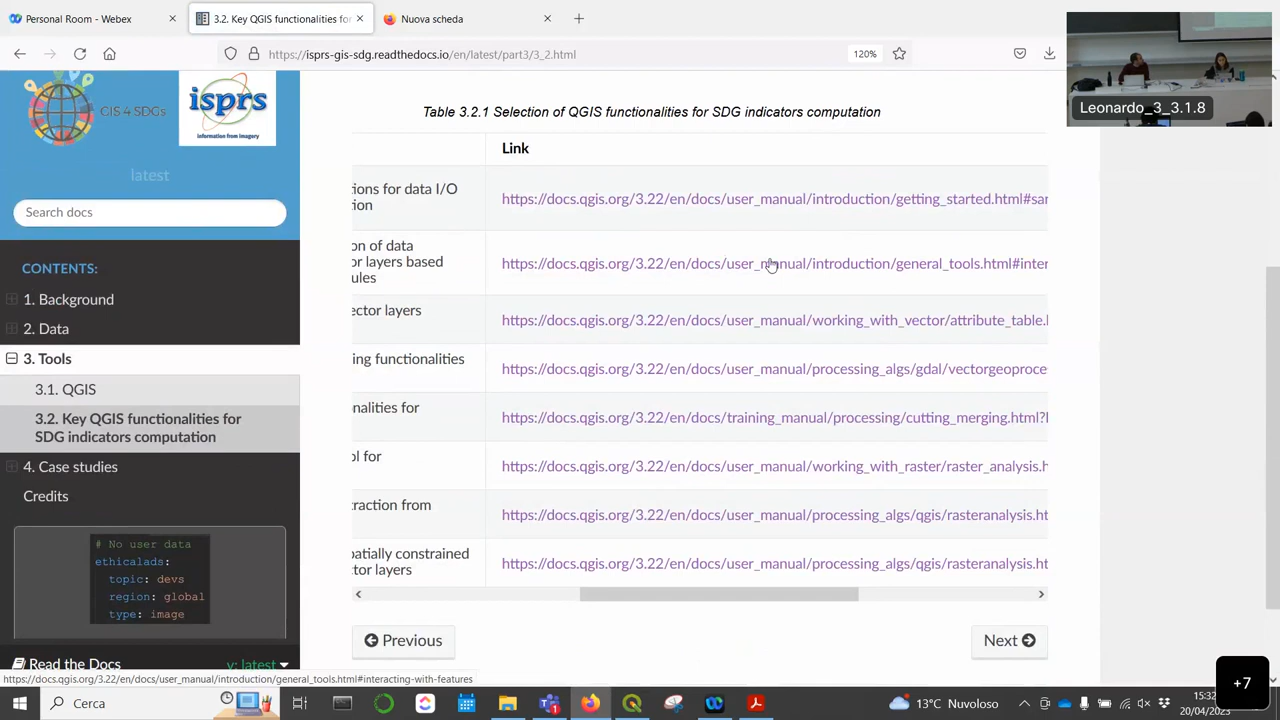 Personal Room - Webex
3.2. Key QGIS functionalities for
Nuova scheda
https://isprs-gis-sdg.readthedocs.io/en/latest/part3/3_2.html
120%
Leonardo_3_3.1.8
GIS 4 SDGs
isprs
Information from Imagery
latest
Search docs
CONTENTS:
1. Background
2. Data
3. Tools
3.1. QGIS
3.2. Key QGIS functionalities for
SDG indicators computation
4. Case studies
Credits
# No user data
ethicalads:
topic: devs
region: global
type: image
Read the Docs
v: latest
Table 3.2.1 Selection of QGIS functionalities for SDG indicators computation
Link
ions for data I/O
tion
https://docs.qgis.org/3.22/en/docs/user_manual/introduction/getting_started.html#sar
on of data
or layers based
ules
https://docs.qgis.org/3.22/en/docs/user_manual/introduction/general_tools.html#inter
ector layers
https://docs.qgis.org/3.22/en/docs/user_manual/working_with_vector/attribute_table.
ing functionalities
https://docs.qgis.org/3.22/en/docs/user_manual/processing_algs/gdal/vectorgeoproce
nalities for
https://docs.qgis.org/3.22/en/docs/training_manual/processing/cutting_merging.html?
ol for
https://docs.qgis.org/3.22/en/docs/user_manual/working_with_raster/raster_analysis.h
raction from
https://docs.qgis.org/3.22/en/docs/user_manual/processing_algs/qgis/rasteranalysis.ht
patially constrained
tor layers
https://docs.qgis.org/3.22/en/docs/user_manual/processing_algs/qgis/rasteranalysis.ht
Previous
Next
https://docs.qgis.org/3.22/en/docs/user_manual/introduction/general_tools.html#interacting-with-features
+7
Cerca
13°C Nuvoloso
15:32
20/04/2023